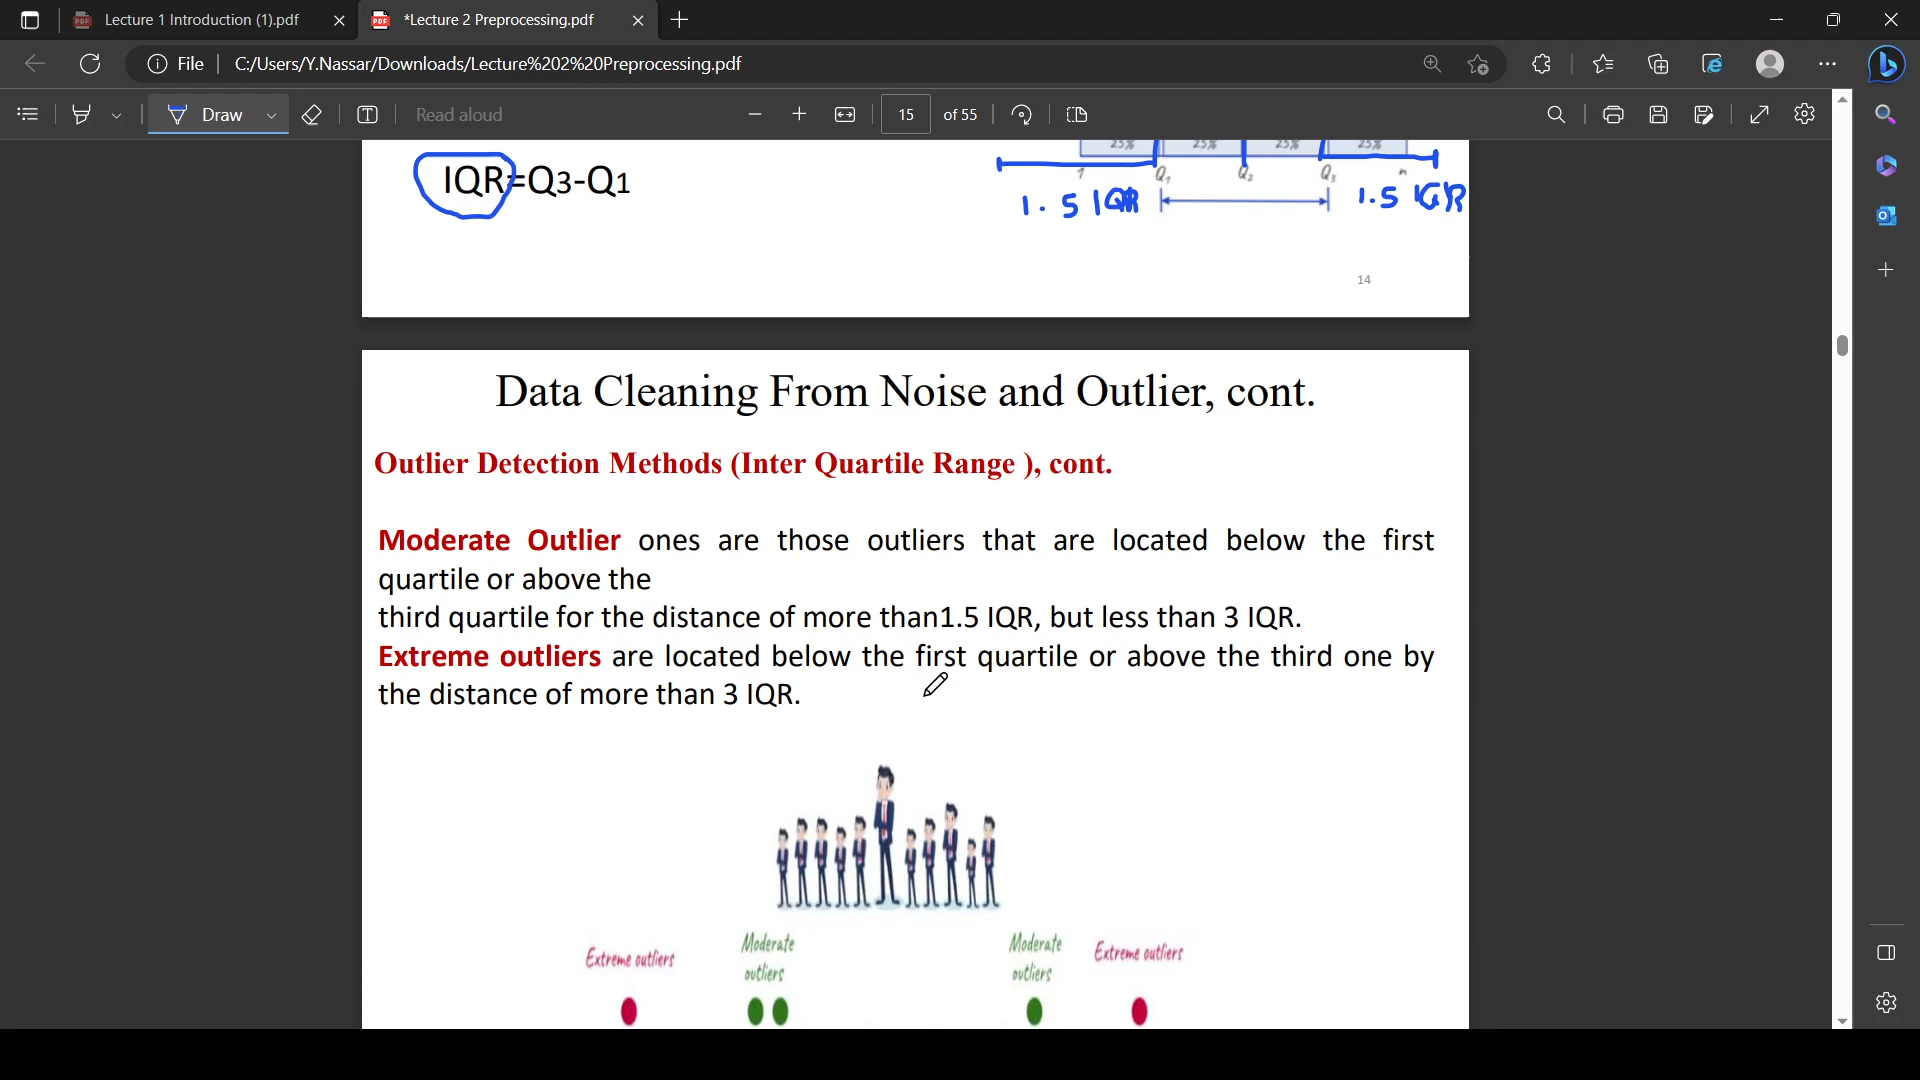 Lecture 1 Introduction (1).pdf
*Lecture 2 Preprocessing.pdf
File
C:/Users/Y.Nassar/Downloads/Lecture%202%20Preprocessing.pdf
Draw
Read aloud
15 of 55
25% 25% 25% 25%
IQR=Q3-Q1
1 Q1 Q2 Q3 n
1.5 IQR 1.5 IQR
14
Data Cleaning From Noise and Outlier, cont.
Outlier Detection Methods (Inter Quartile Range ), cont.
Moderate Outlier ones are those outliers that are located below the first
quartile or above the
third quartile for the distance of more than1.5 IQR, but less than 3 IQR.
Extreme outliers are located below the first quartile or above the third one by
the distance of more than 3 IQR.
Extreme outliers
Moderate
outliers
Moderate
outliers
Extreme outliers